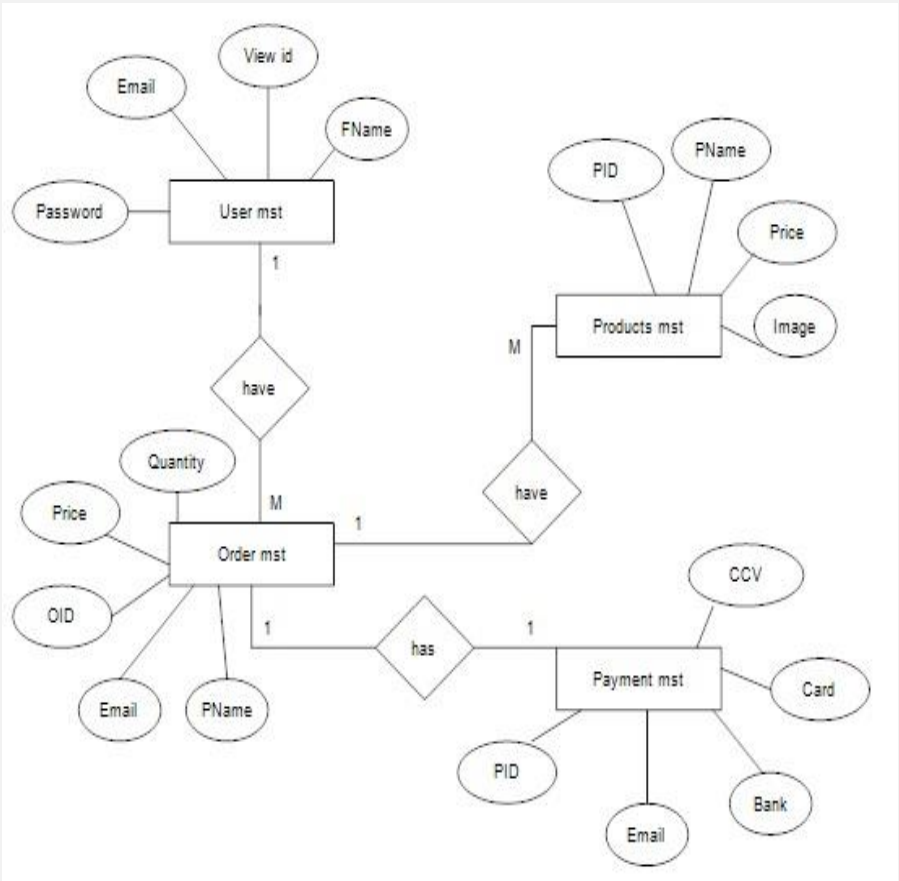 View id
Email
FName
Password
User mst
1
have
M
PID
PName
Price
Products mst
Image
M
have
1
Quantity
Price
Order mst
OID
Email
PName
1
has
1
CCV
Payment mst
Card
PID
Email
Bank